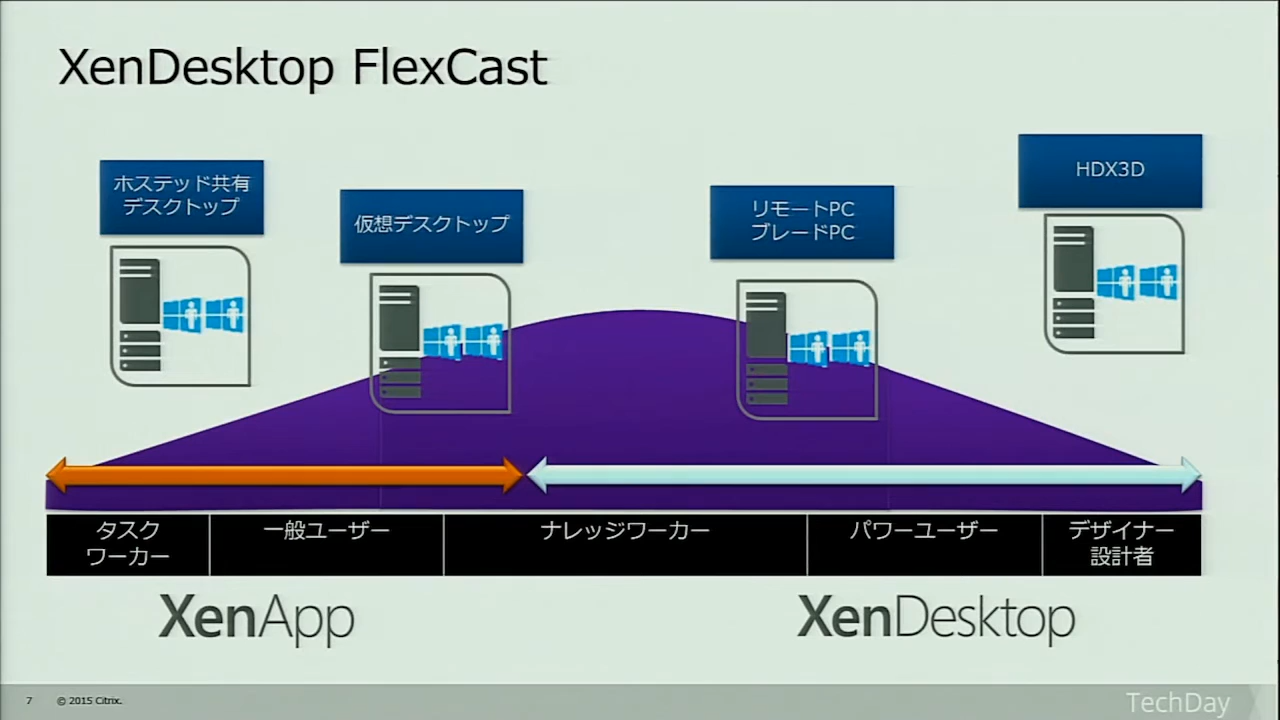 XenDesktop FlexCast
ホステッド共有
デスクトップ
仮想デスクトップ
リモートPC
ブレードPC
HDX3D
タスク
ワーカー
一般ユーザー
ナレッジワーカー
パワーユーザー
デザイナー
設計者
XenApp
XenDesktop
7
© 2015 Citrix.
TechDay